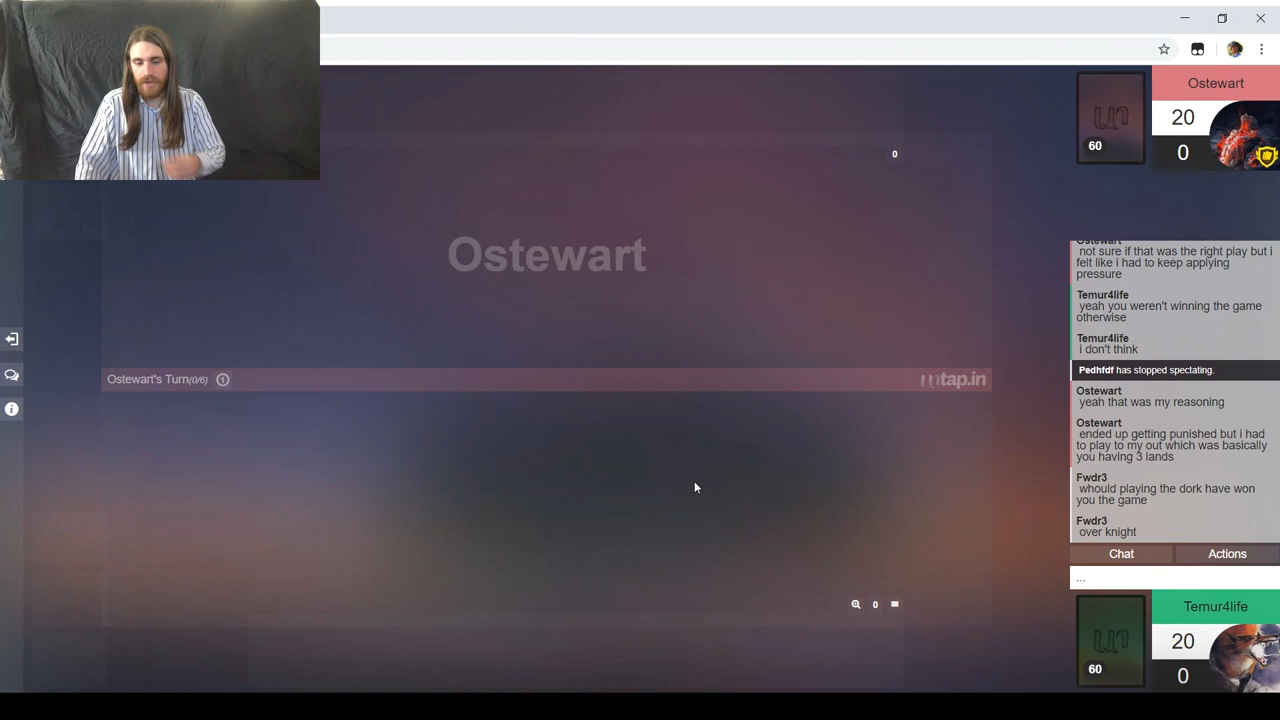 Ostewart
60
20
0
0
Ostewart
Ostewart
not sure if that was the right play but i
felt like i had to keep applying
pressure
Temur4life
yeah you weren't winning the game
otherwise
Temur4life
i don't think
Ostewart's Turn(0/6) 1
untap.in
Pedhfdf has stopped spectating.
Ostewart
yeah that was my reasoning
Ostewart
ended up getting punished but i had
to play to my out which was basically
you having 3 lands
Fwdr3
whould playing the dork have won
you the game
Fwdr3
over knight
Chat Actions
...
0
Temur4life
20
60
0